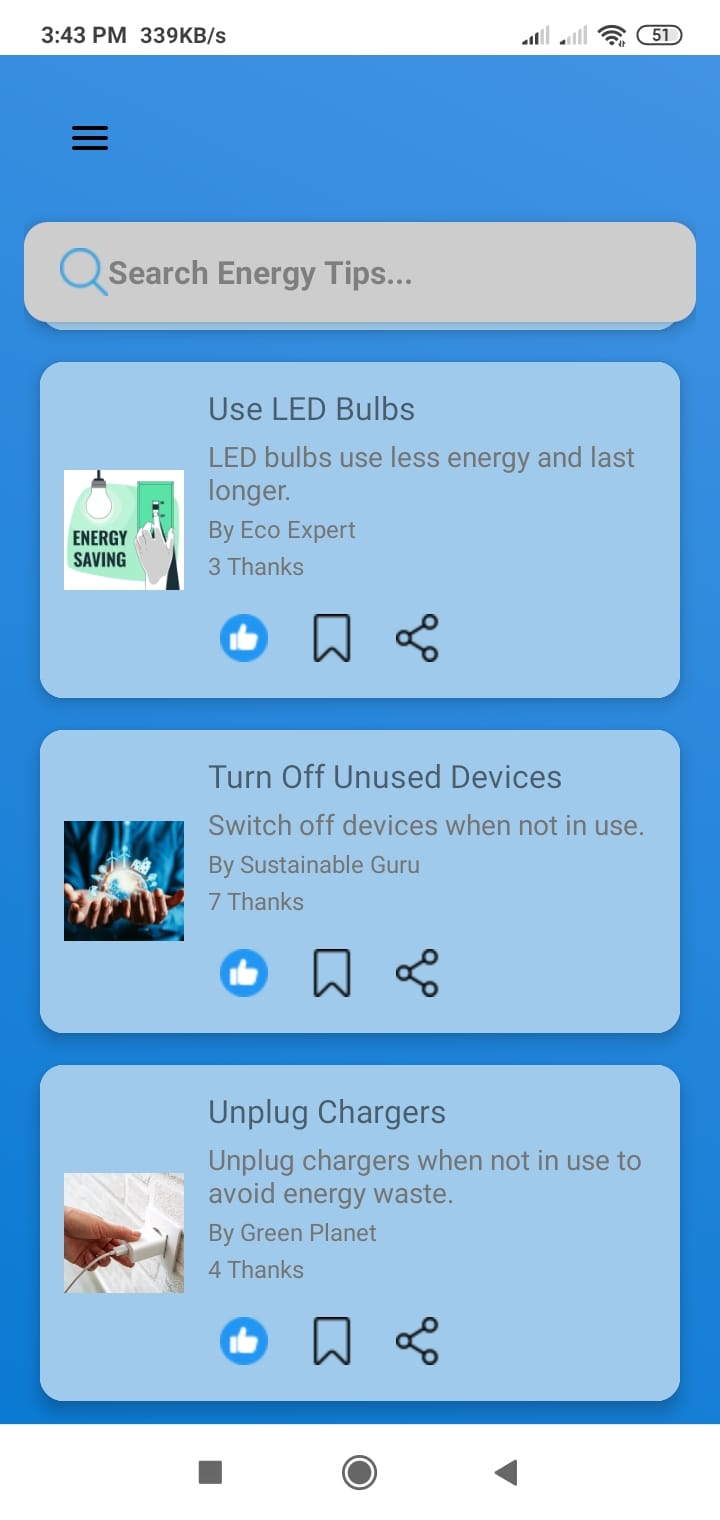 3:43 PM 339KB/s
51
Search Energy Tips...
Use LED Bulbs
LED bulbs use less energy and last
longer.
ENERGY
SAVING
By Eco Expert
3 Thanks
Turn Off Unused Devices
Switch off devices when not in use.
By Sustainable Guru
7 Thanks
Unplug Chargers
Unplug chargers when not in use to
avoid energy waste.
By Green Planet
4 Thanks